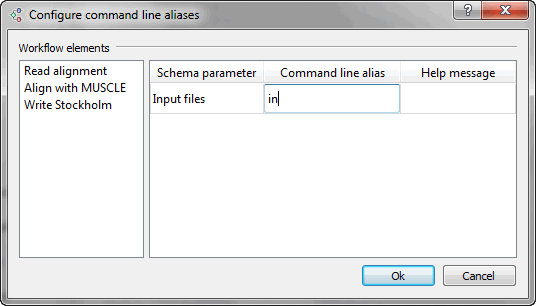 Configure command line aliases
Workflow elements
Read alignment
Align with MUSCLE
Write Stockholm
Schema parameter Command line alias Help message
Input files in
Ok Cancel